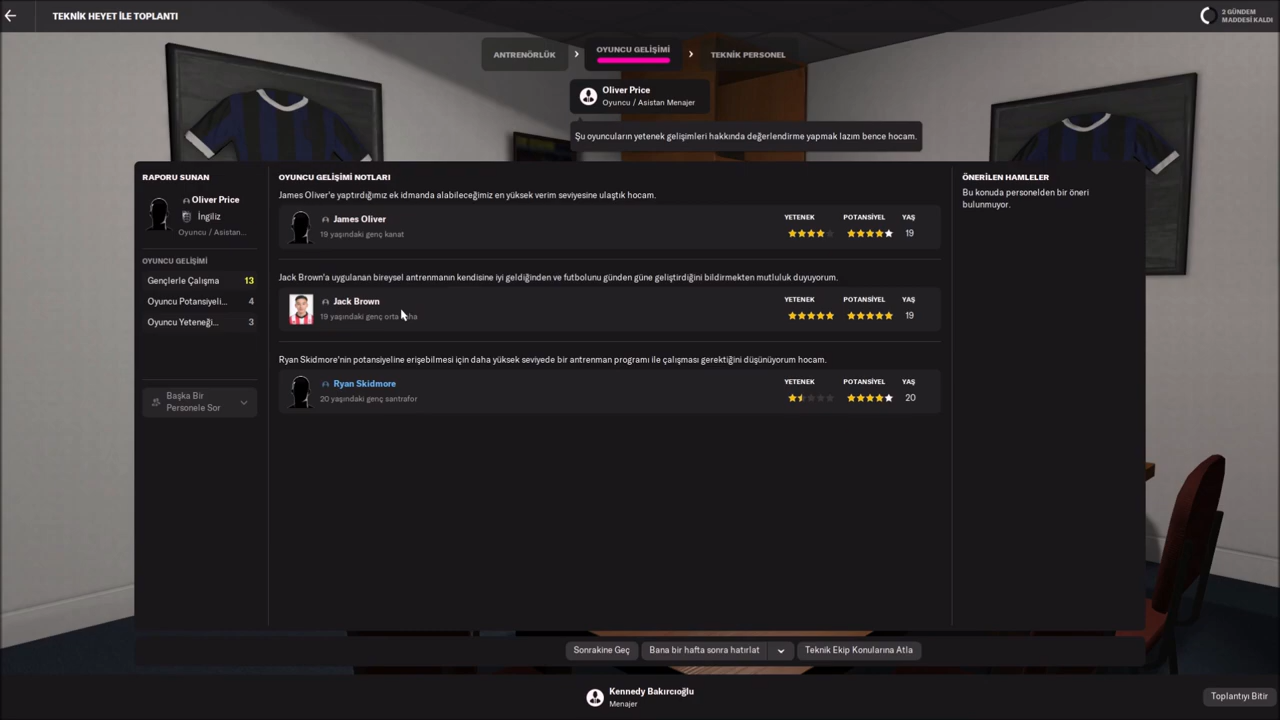 TEKNİK HEYET İLE TOPLANTI
2 GÜNDEM
MADDESİ KALDI
ANTRENÖRLÜK
OYUNCU GELİŞİMİ
TEKNİK PERSONEL
Oliver Price
Oyuncu / Asistan Menajer
Şu oyuncuların yetenek gelişimleri hakkında değerlendirme yapmak lazım bence hocam.
RAPORU SUNAN
Oliver Price
İngiliz
Oyuncu / Asistan...
OYUNCU GELİŞİMİ
Gençlerle Çalışma 13
Oyuncu Potansiyeli... 4
Oyuncu Yeteneği... 3
Başka Bir
Personele Sor
OYUNCU GELİŞİMİ NOTLARI
James Oliver'e yaptırdığımız ek idmanda alabileceğimiz en yüksek verim seviyesine ulaştık hocam.
James Oliver
19 yaşındaki genç kanat
YETENEK POTANSİYEL YAŞ
19
Jack Brown'a uygulanan bireysel antrenmanın kendisine iyi geldiğinden ve futbolunu günden güne geliştirdiğini bildirmekten mutluluk duyuyorum.
Jack Brown
19 yaşındaki genç orta saha
YETENEK POTANSİYEL YAŞ
19
Ryan Skidmore'nin potansiyeline erişebilmesi için daha yüksek seviyede bir antrenman programı ile çalışması gerektiğini düşünüyorum hocam.
Ryan Skidmore
20 yaşındaki genç santrafor
YETENEK POTANSİYEL YAŞ
20
ÖNERİLEN HAMLELER
Bu konuda personelden bir öneri
bulunmuyor.
Sonrakine Geç
Bana bir hafta sonra hatırlat
Teknik Ekip Konularına Atla
Kennedy Bakırcıoğlu
Menajer
Toplantıyı Bitir